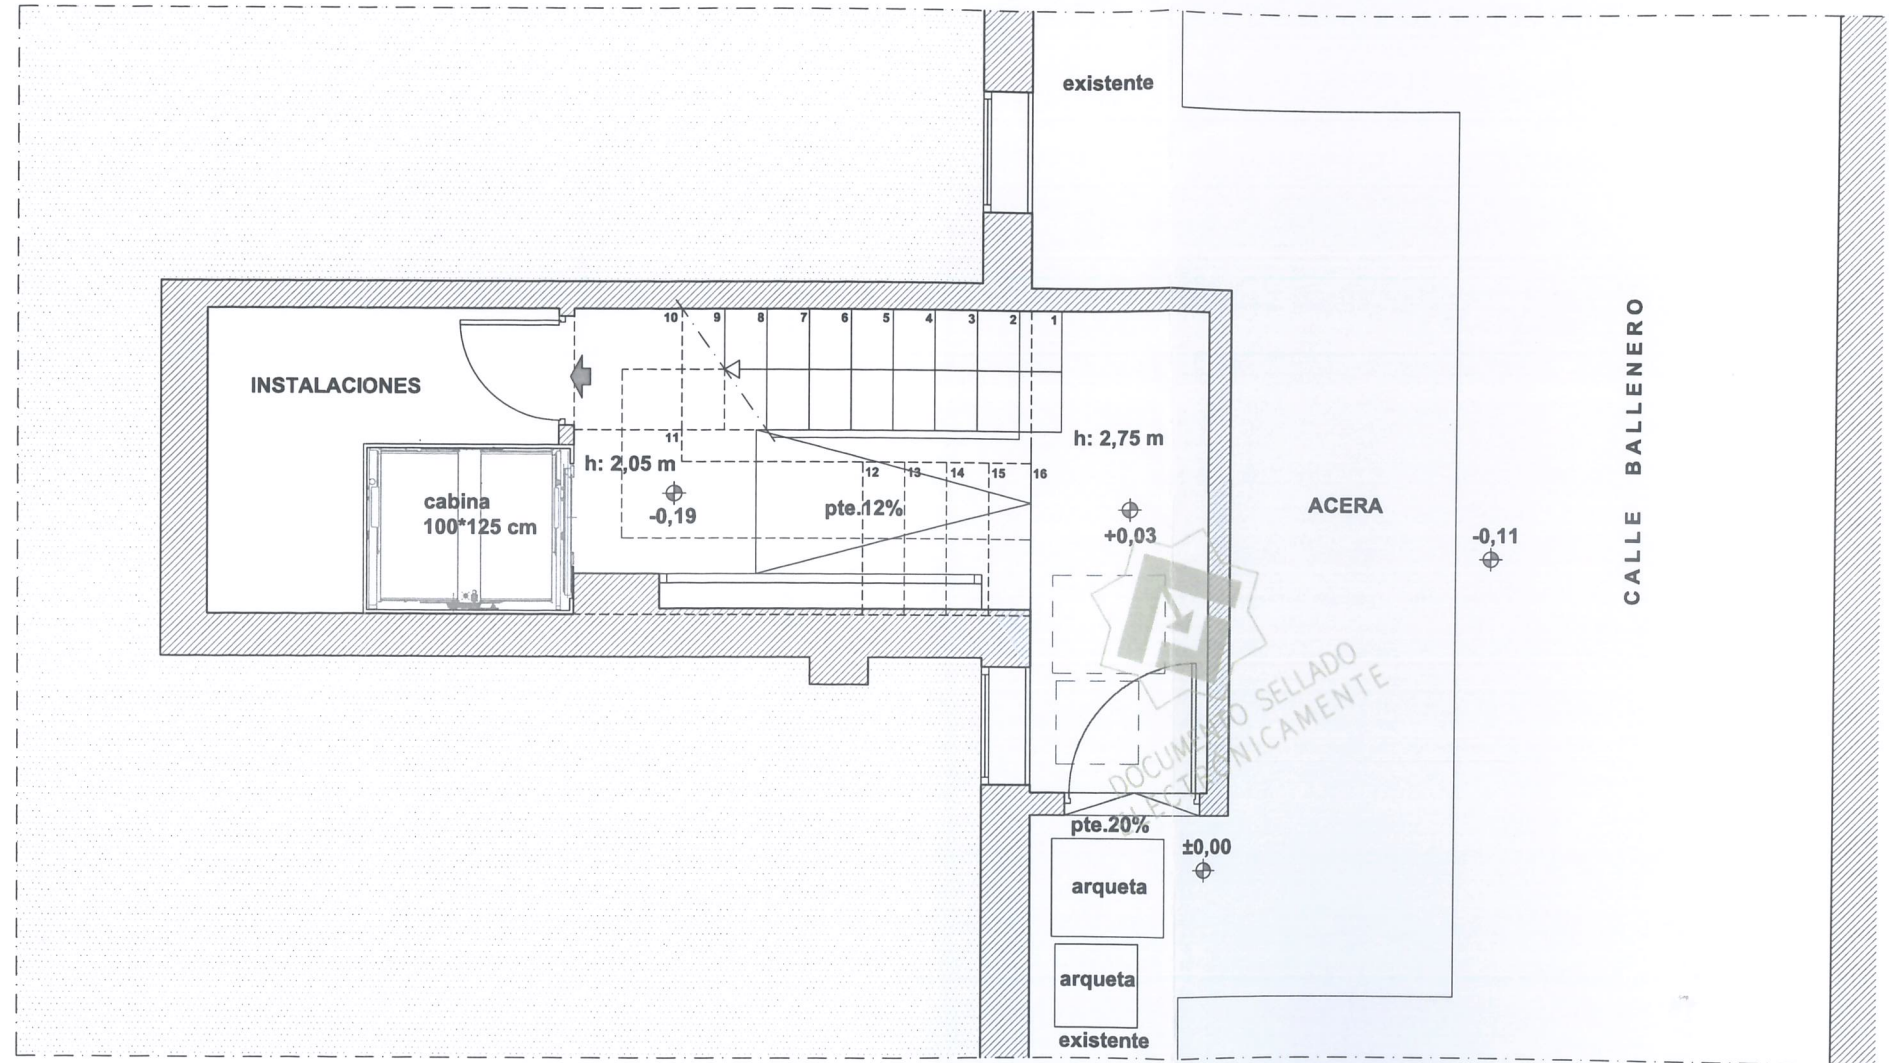 existente
10 9 8 7 6 5 4 3 2 1
INSTALACIONES
11
h: 2,05 m
h: 2,75 m
12 13 14 15 16
cabina
100*125 cm
-0,19
pte.12%
+0,03
ACERA
-0,11
CALLE BALLENERO
DOCUMENTO SELLADO
ELECTRÓNICAMENTE
pte.20%
±0,00
arqueta
arqueta
existente